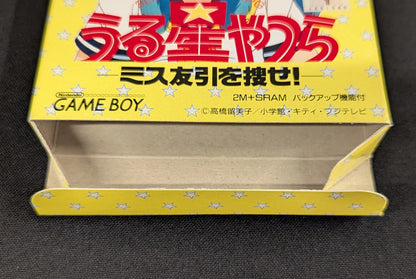 うる星やつら
ミス友引を捜せ!
Nintendo
GAME BOY
2M+SRAM バックアップ機能付
©高橋留美子/小学館・キティ・フジテレビ